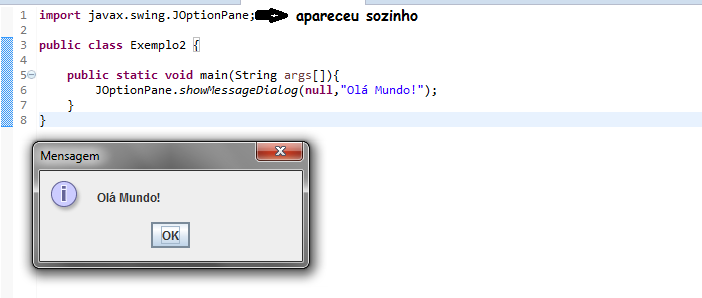 1 import javax.swing.JOptionPane; apareceu sozinho
2
3 public class Exemplo2 {
4
5 public static void main(String args[]){
6 JOptionPane.showMessageDialog(null,"Olá Mundo!");
7 }
8 }
Mensagem
Olá Mundo!
OK